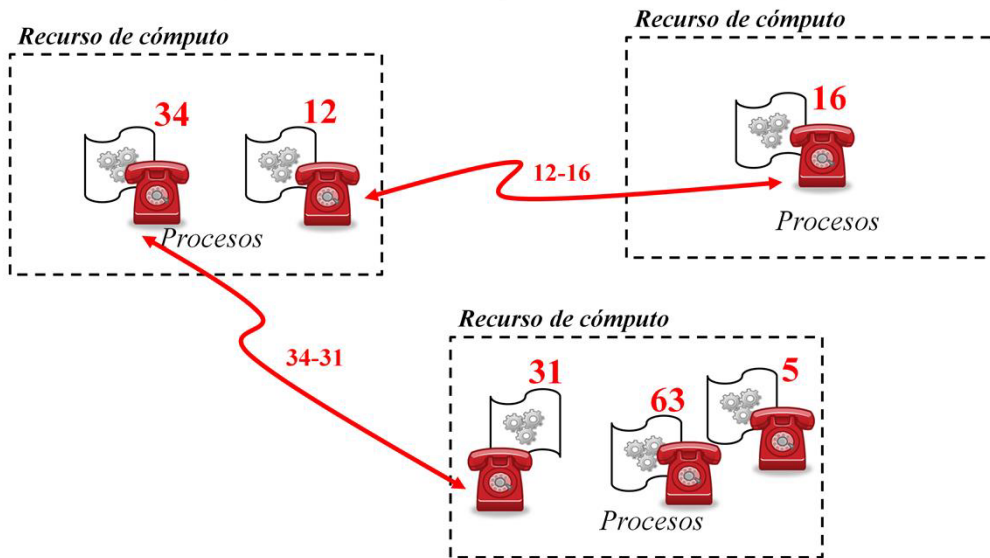 Recurso de cómputo
34
12
Procesos
Recurso de cómputo
16
Procesos
12-16
34-31
Recurso de cómputo
31
63
5
Procesos